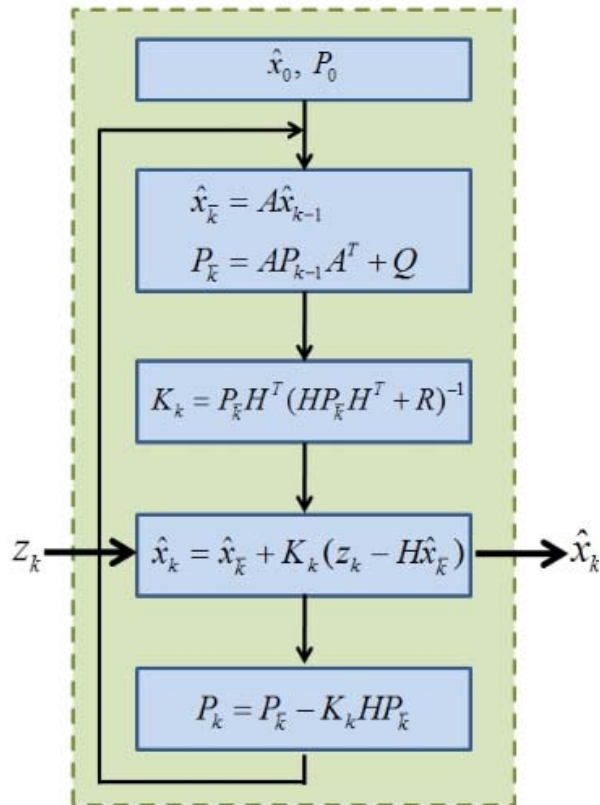 x̂₀, P₀
x̂_k̄ = Ax̂_{k−1}
P_k̄ = AP_{k−1}A^T + Q
K_k = P_k̄H^T(HP_k̄H^T + R)^{−1}
z_k
x̂_k = x̂_k̄ + K_k(z_k − Hx̂_k̄)
x̂_k
P_k = P_k̄ − K_kHP_k̄